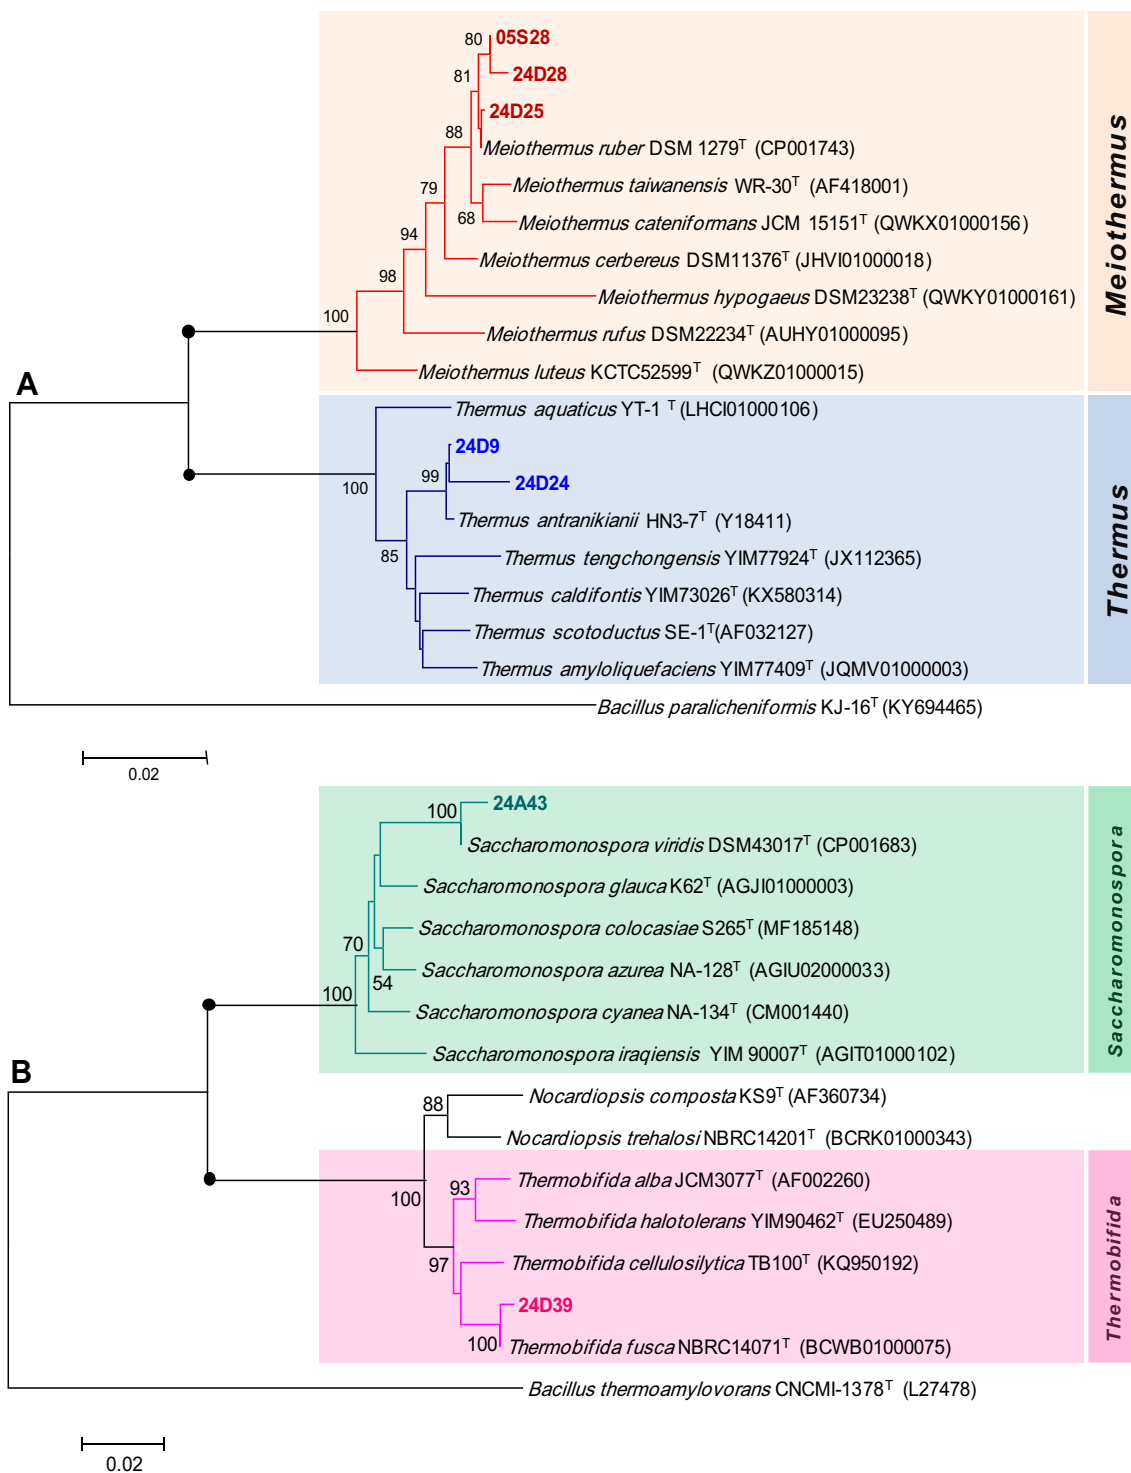 80
05S28
81
24D28
24D25
88
Meiothermus ruber DSM 1279T (CP001743)
79
Meiothermus taiwanensis WR-30T (AF418001)
68
Meiothermus cateniformans JCM 15151T (QWKX01000156)
94
Meiothermus cerbereus DSM11376T (JHVI01000018)
98
Meiothermus hypogaeus DSM23238T (QWKY01000161)
100
Meiothermus rufus DSM22234T (AUHY01000095)
Meiothermus luteus KCTC52599T (QWKZ01000015)
Meiothermus
A
Thermus aquaticus YT-1 T (LHCI01000106)
24D9
99
24D24
100
Thermus antranikianii HN3-7T (Y18411)
85
Thermus tengchongensis YIM77924T (JX112365)
Thermus caldifontis YIM73026T (KX580314)
Thermus scotoductus SE-1T(AF032127)
Thermus amyloliquefaciens YIM77409T (JQMV01000003)
Thermus
Bacillus paralicheniformis KJ-16T (KY694465)
0.02
24A43
100
Saccharomonospora viridis DSM43017T (CP001683)
Saccharomonospora glauca K62T (AGJI01000003)
Saccharomonospora colocasiae S265T (MF185148)
70
Saccharomonospora azurea NA-128T (AGIU02000033)
54
100
Saccharomonospora cyanea NA-134T (CM001440)
Saccharomonospora iraqiensis YIM 90007T (AGIT01000102)
Saccharomonospora
B
88
Nocardiopsis composta KS9T (AF360734)
Nocardiopsis trehalosi NBRC14201T (BCRK01000343)
100
93
Thermobifida alba JCM3077T (AF002260)
Thermobifida halotolerans YIM90462T (EU250489)
97
Thermobifida cellulosilytica TB100T (KQ950192)
24D39
100
Thermobifida fusca NBRC14071T (BCWB01000075)
Thermobifida
Bacillus thermoamylovorans CNCMI-1378T (L27478)
0.02